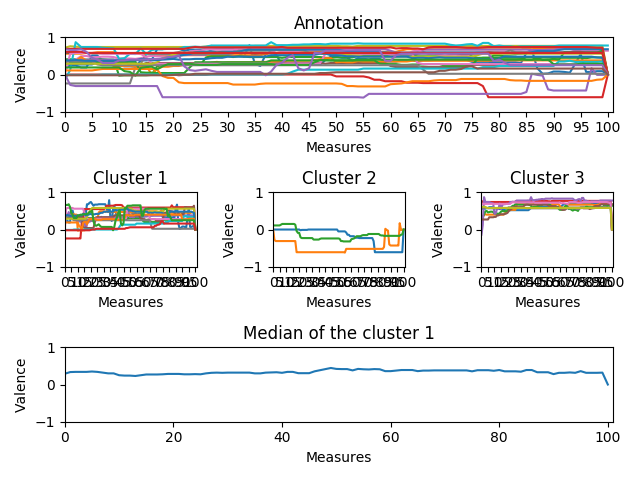 Annotation
Valence
1
0
−1
0 5 10 15 20 25 30 35 40 45 50 55 60 65 70 75 80 85 90 95 100
Measures
Cluster 1 Cluster 2 Cluster 3
Valence Valence Valence
1 1 1
0 0 0
−1 −1 −1
Measures Measures Measures
Median of the cluster 1
Valence
1
0
−1
0 20 40 60 80 100
Measures